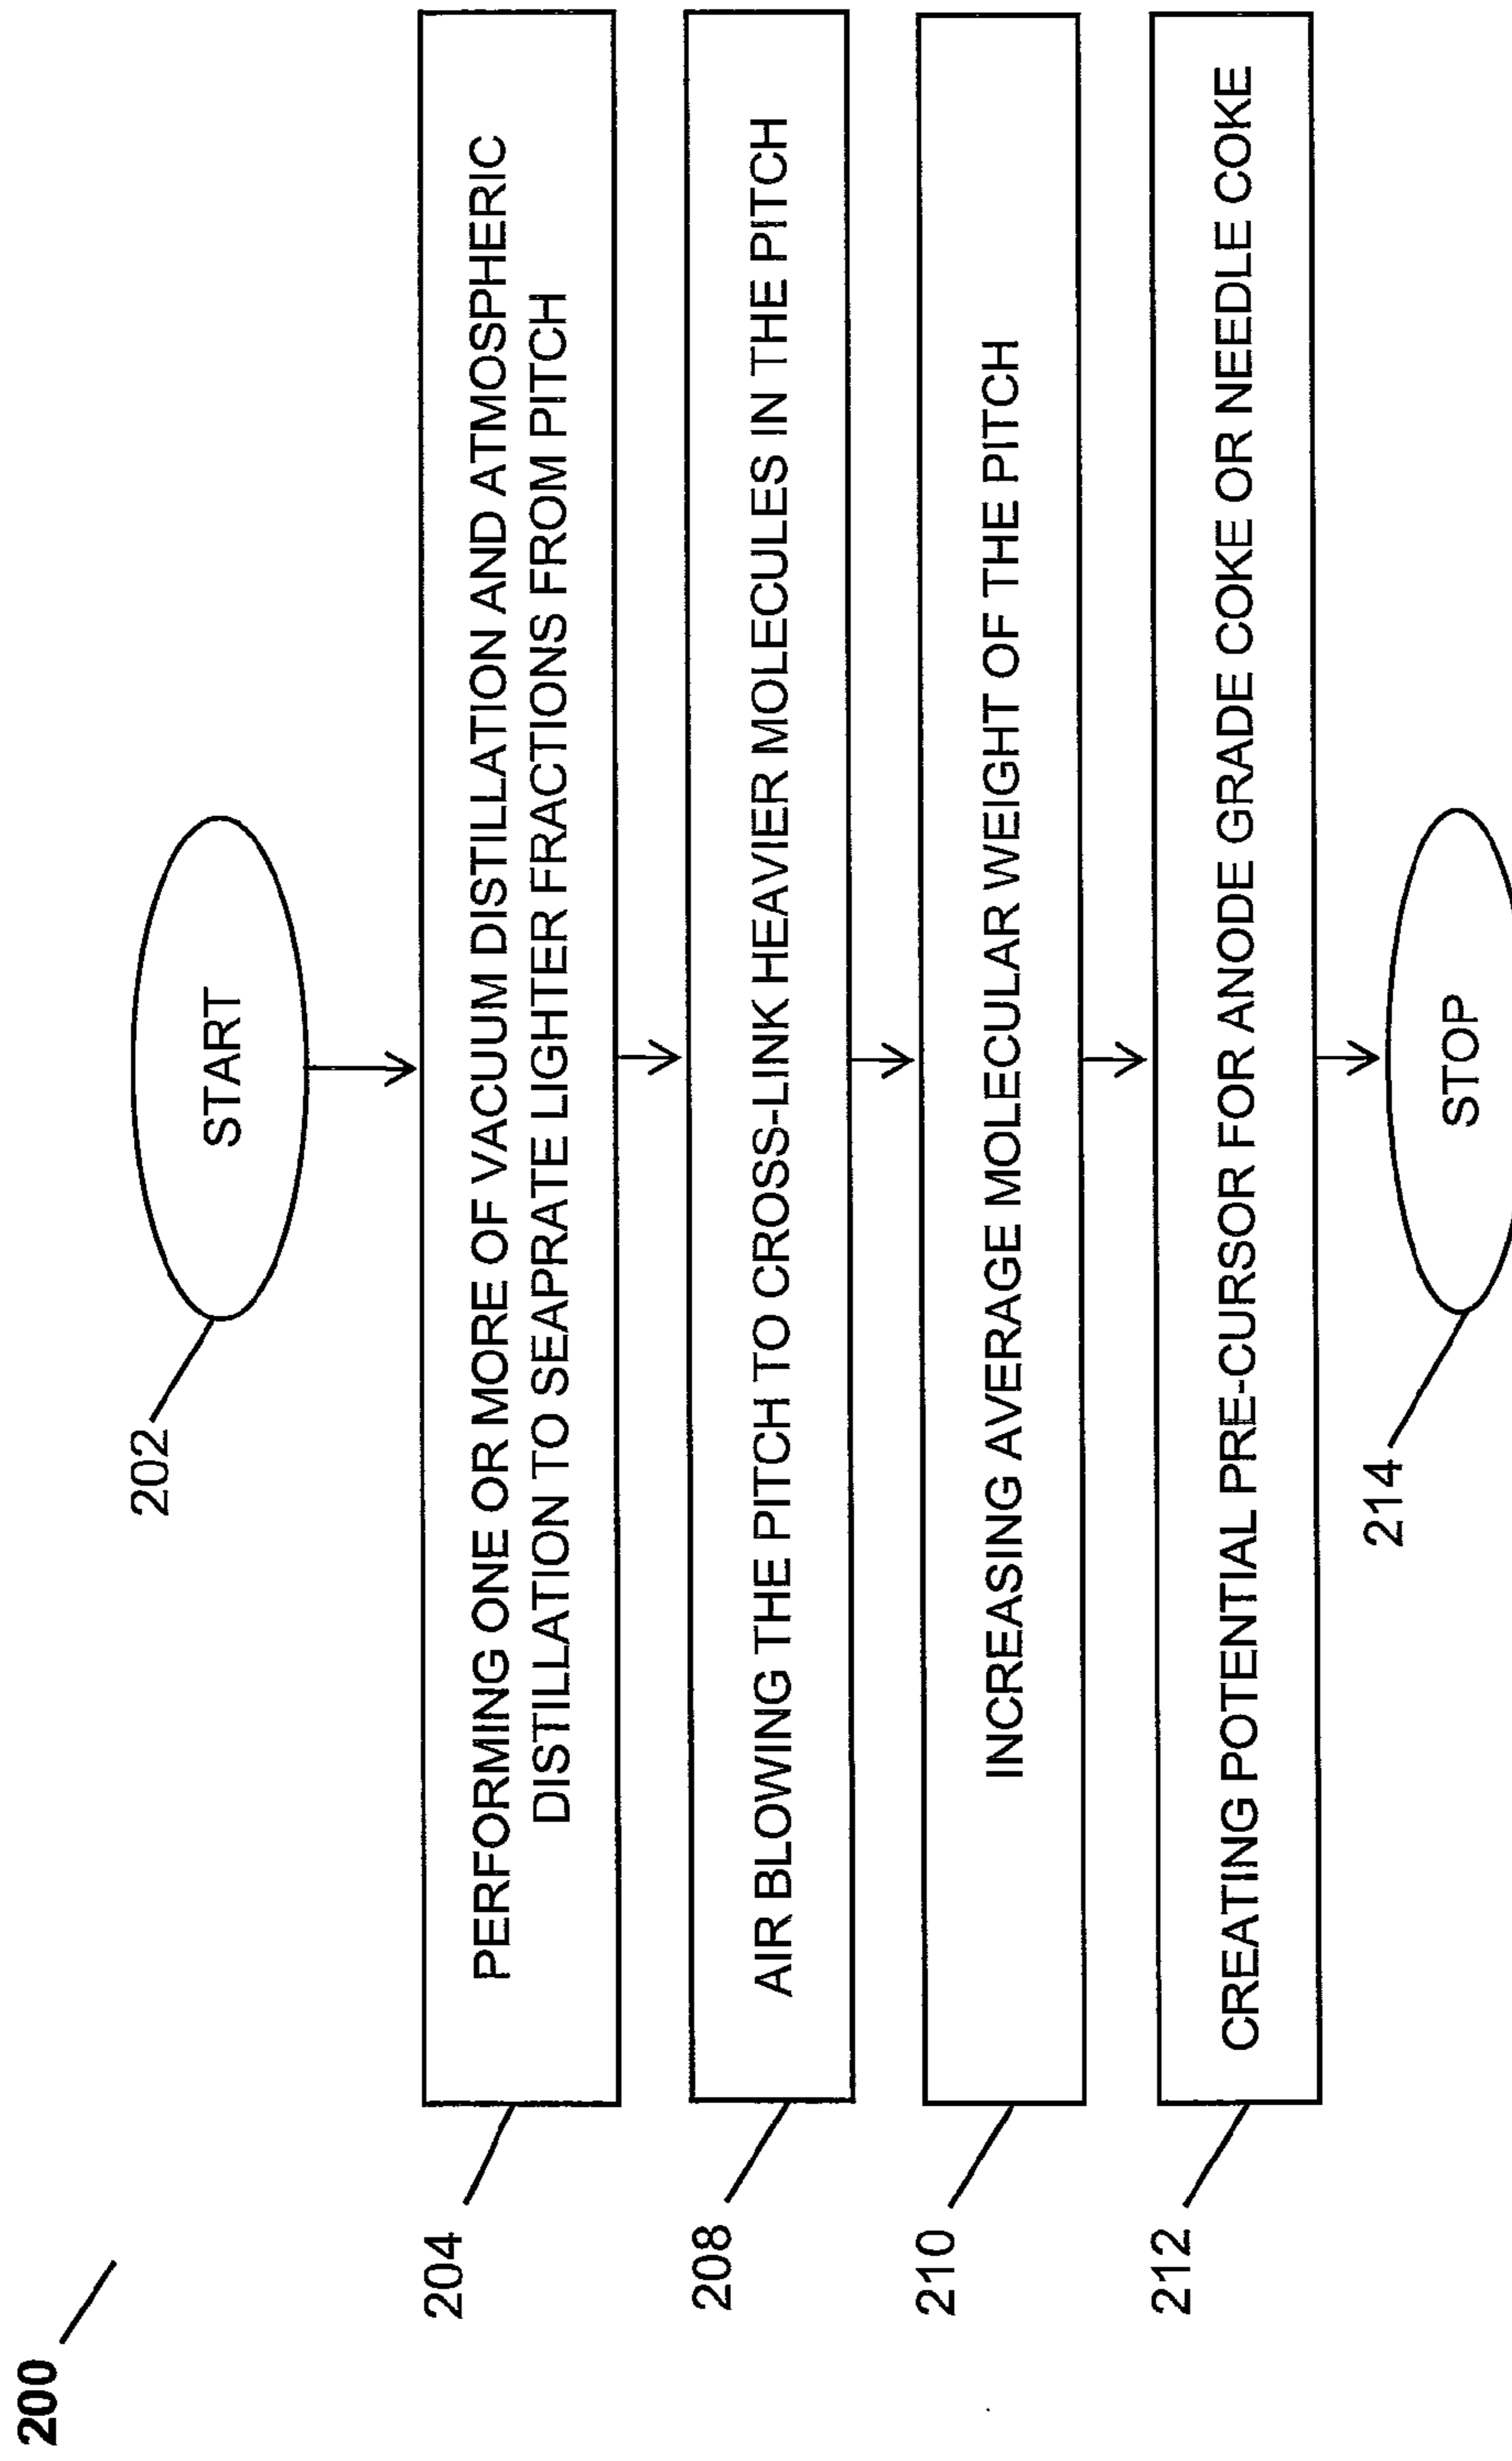 200
202
START
204
PERFORMING ONE OR MORE OF VACUUM DISTILLATION AND ATMOSPHERIC
DISTILLATION TO SEAPRATE LIGHTER FRACTIONS FROM PITCH
208
AIR BLOWING THE PITCH TO CROSS-LINK HEAVIER MOLECULES IN THE PITCH
210
INCREASING AVERAGE MOLECULAR WEIGHT OF THE PITCH
212
CREATING POTENTIAL PRE-CURSOR FOR ANODE GRADE COKE OR NEEDLE COKE
214
STOP